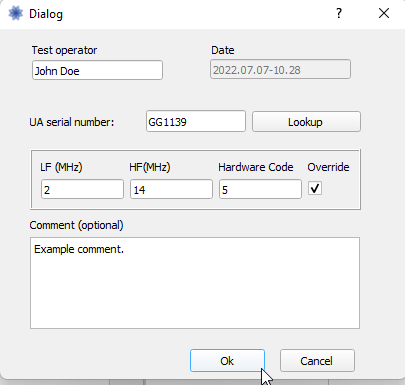 Dialog ?
Test operator Date
John Doe 2022.07.07-10.28
UA serial number: GG1139 Lookup
LF (MHz) HF(MHz) Hardware Code Override
2 14 5
Comment (optional)
Example comment.
Ok Cancel